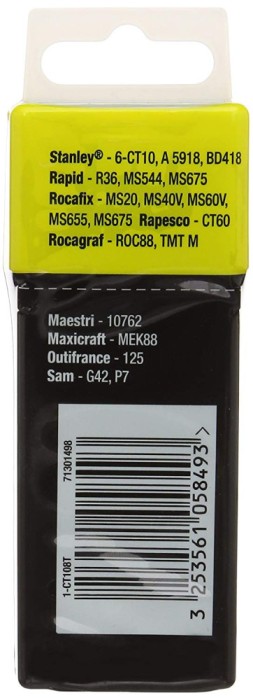 Stanley® - 6-CT10, A 5918, BD418
Rapid - R36, MS544, MS675
Rocafix - MS20, MS40V, MS60V,
MS655, MS675 Rapesco - CT60
Rocagraf - ROC88, TMT M
Maestri - 10762
Maxicraft - MEK88
Outifrance - 125
Sam - G42, P7
71301498
1-CT108T
3 253561 058493 >